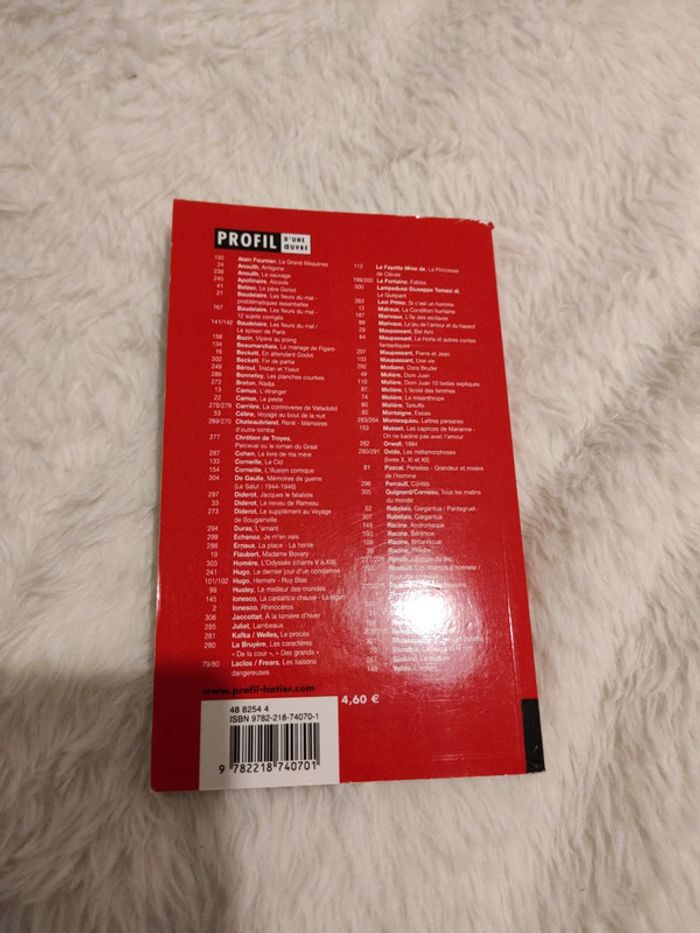 PROFIL D'UNE ŒUVRE
150 Alain Fournier, Le Grand Meaulnes
24 Anouilh, Antigone
238 Anouilh, La sauvage
245 Apollinaire, Alcools
41 Balzac, Le père Goriot
21 Baudelaire, Les fleurs du mal -
problématiques essentielles
167 Baudelaire, Les fleurs du mal -
12 sujets corrigés
141/142 Baudelaire, Les fleurs du mal /
Le spleen de Paris
158 Bazin, Vipère au poing
134 Beaumarchais, Le mariage de Figaro
16 Beckett, En attendant Godot
302 Beckett, Fin de partie
249 Béroul, Tristan et Yseut
289 Bonnefoy, Les planches courbes
272 Breton, Nadja
13 Camus, L'étranger
22 Camus, La peste
278/279 Carrière, La controverse de Valladolid
53 Céline, Voyage au bout de la nuit
269/270 Chateaubriand, René - Mémoires
d'outre-tombe
277 Chrétien de Troyes,
Perceval ou le roman du Graal
287 Cohen, Le livre de ma mère
133 Corneille, Le Cid
154 Corneille, L'illusion comique
304 De Gaulle, Mémoires de guerre
(Le Salut : 1944-1946)
297 Diderot, Jacques le fataliste
33 Diderot, Le neveu de Rameau
273 Diderot, Le supplément au Voyage
de Bougainville
294 Duras, L'amant
299 Echenoz, Je m'en vais
288 Ernaux, La place - La honte
19 Flaubert, Madame Bovary
303 Homère, L'Odyssée (chants V à XIII)
241 Hugo, Le dernier jour d'un condamné
101/102 Hugo, Hernani - Ruy Blas
99 Huxley, Le meilleur des mondes
145 Ionesco, La cantatrice chauve - La leçon
2 Ionesco, Rhinocéros
306 Jaccottet, À la lumière d'hiver
285 Juliet, Lambeaux
281 Kafka / Welles, Le procès
280 La Bruyère, Les caractères
« De la cour », « Des grands »
79/80 Laclos / Frears, Les liaisons
dangereuses
112 La Fayette Mme de, La Princesse
de Clèves
199/200 La Fontaine, Fables
300 Lampedusa Giuseppe Tomasi di,
Le Guépard
263 Levi Primo, Si c'est un homme
12 Malraux, La Condition humaine
187 Marivaux, L'île des esclaves
89 Marivaux, Le jeu de l'amour et du hasard
29 Maupassant, Bel Ami
84 Maupassant, Le Horla et autres contes
fantastiques
207 Maupassant, Pierre et Jean
103 Maupassant, Une vie
292 Modiano, Dora Bruder
49 Molière, Dom Juan
110 Molière, Dom Juan 10 textes expliqués
87 Molière, L'école des femmes
74 Molière, Le misanthrope
60 Molière, Tartuffe
65 Montaigne, Essais
283/284 Montesquieu, Lettres persanes
153 Musset, Les caprices de Marianne -
On ne badine pas avec l'amour
282 Orwell, 1984
290/291 Ovide, Les métamorphoses
(livres X, XI et XII)
81 Pascal, Pensées - Grandeur et misère
de l'homme
296 Perrault, Contes
305 Quignard/Corneau, Tous les matins
du monde
62 Rabelais, Gargantua / Pantagruel
307 Rabelais, Gargantua
149 Racine, Andromaque
193 Racine, Bérénice
109 Racine, Britannicus
39 Racine, Phèdre
Renoir, La règle du jeu
Rouaud, Les champs d'honneur /
www.profil-hatier.com
4,60 €
48 8254 4
ISBN 9782-218-74070-1
9 782218 740701